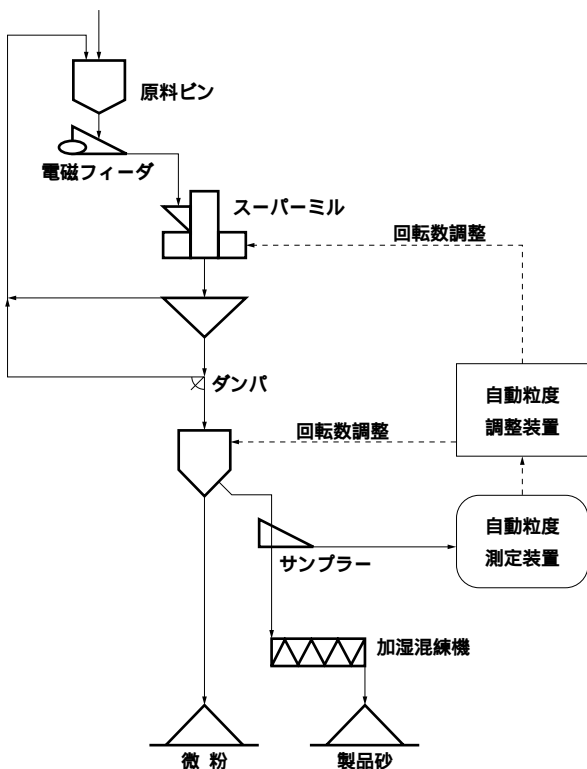 原料ビン
電磁フィーダ
スーパーミル
回転数調整
ダンパ
自動粒度
調整装置
回転数調整
自動粒度
測定装置
サンプラー
加湿混練機
微 粉
製品砂